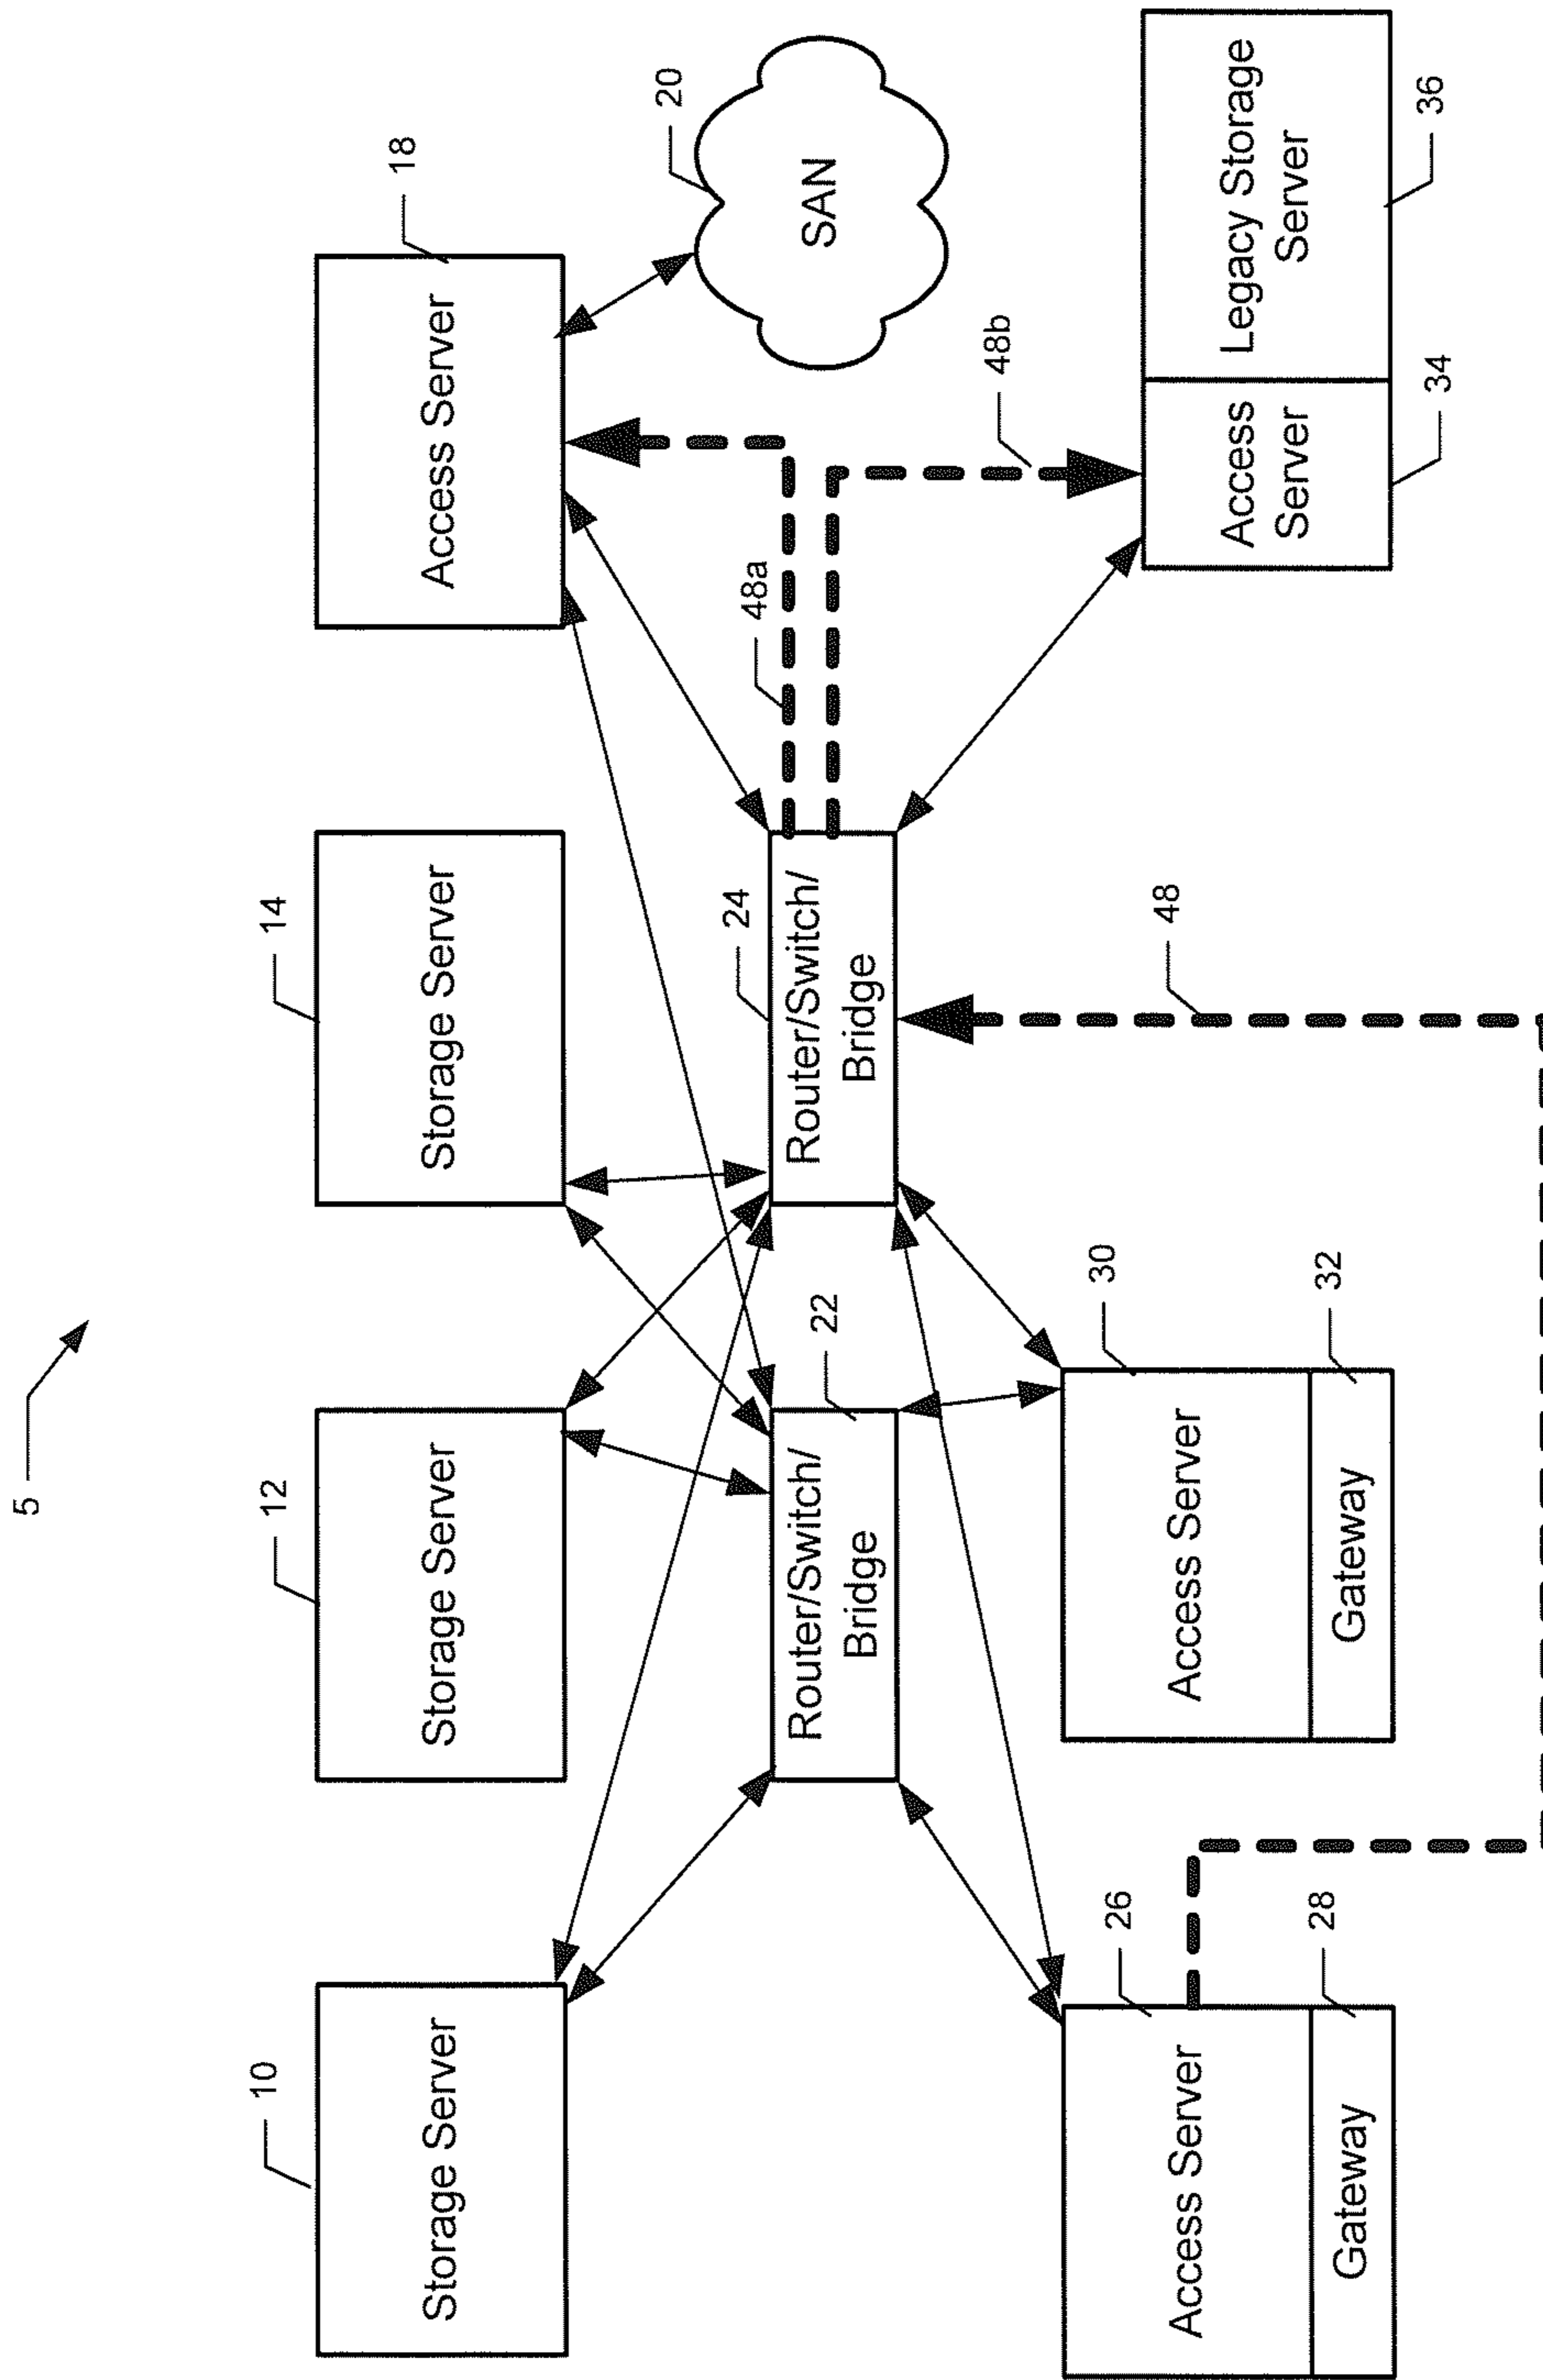 5
10
Storage Server
12
Storage Server
14
Storage Server
18
Access Server
20
SAN
22
Router/Switch/
Bridge
24
Router/Switch/
Bridge
48a
48b
26
Access Server
28
Gateway
30
Access Server
32
Gateway
48
Access
Server
34
Legacy Storage
Server
36